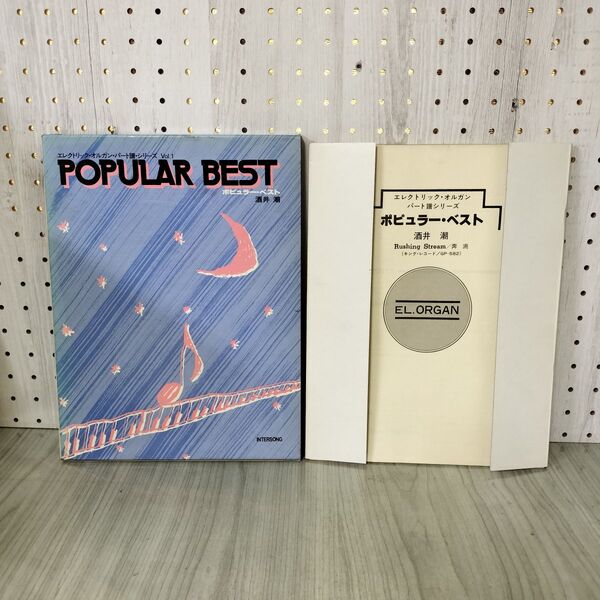 エレクトリック・オルガン・パート譜・シリーズ Vol.1
POPULAR BEST
ポピュラー・ベスト
酒井 潮
INTERSONG
エレクトリック・オルガン
パート譜シリーズ
ポピュラー・ベスト
酒井 潮
Rushing Stream/奔流
(キング・レコード/GP-582)
EL.ORGAN